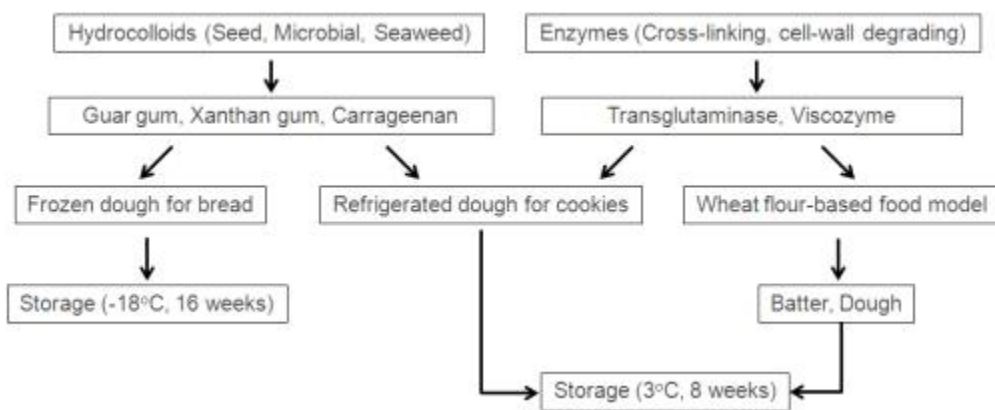 Hydrocolloids (Seed, Microbial, Seaweed)
Enzymes (Cross-linking, cell-wall degrading)
Guar gum, Xanthan gum, Carrageenan
Transglutaminase, Viscozyme
Frozen dough for bread
Refrigerated dough for cookies
Wheat flour-based food model
Storage (-18°C, 16 weeks)
Batter, Dough
Storage (3°C, 8 weeks)